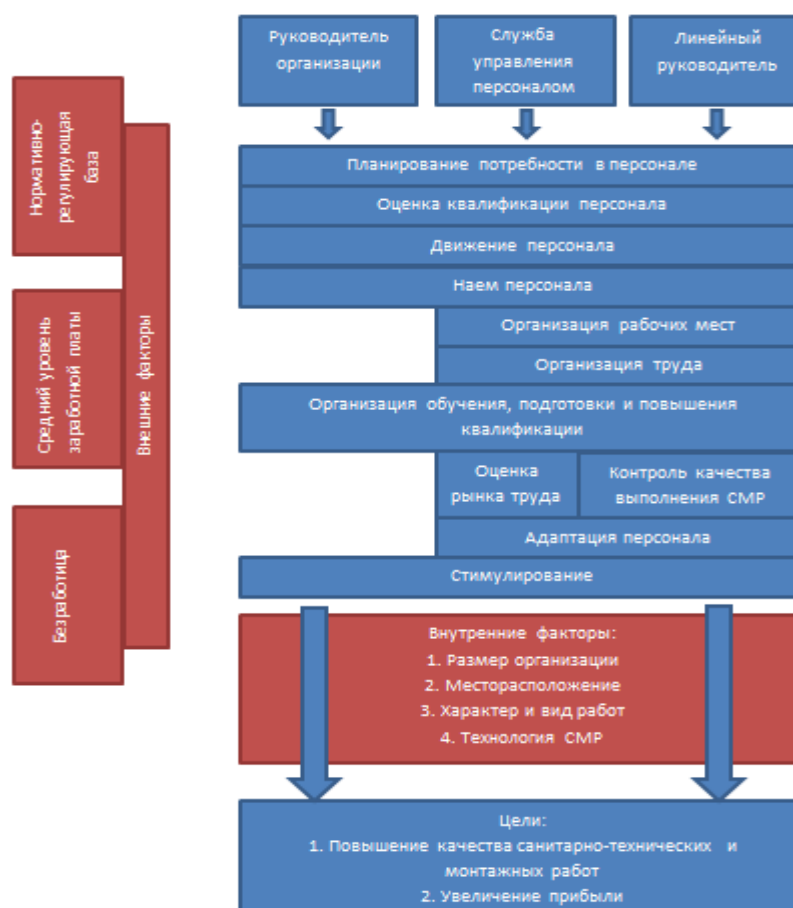 Руководитель
организации
Служба
управления
персоналом
Линейный
руководитель
Нормативно-
регулирующая
база
Средний уровень
заработной платы
Безработица
Внешние факторы
Планирование потребности в персонале
Оценка квалификации персонала
Движение персонала
Наем персонала
Организация рабочих мест
Организация труда
Организация обучения, подготовки и повышения
квалификации
Оценка
рынка труда
Контроль качества
выполнения СМР
Адаптация персонала
Стимулирование
Внутренние факторы:
1. Размер организации
2. Месторасположение
3. Характер и вид работ
4. Технология СМР
Цели:
1. Повышение качества санитарно-технических и
монтажных работ
2. Увеличение прибыли